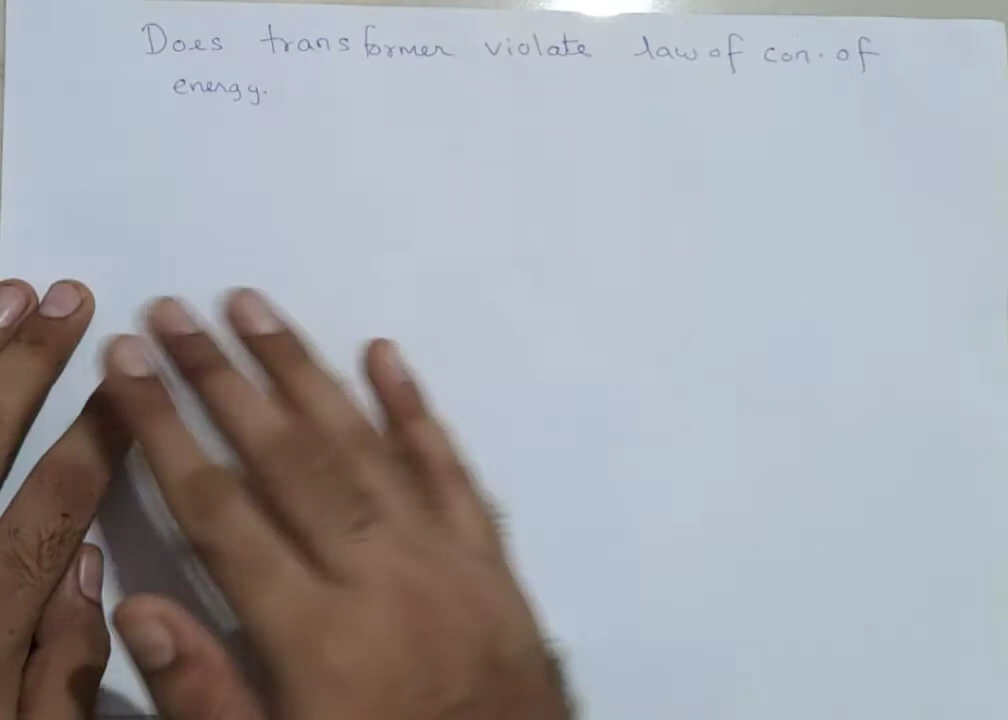 Does transformer violate law of con. of
energy.